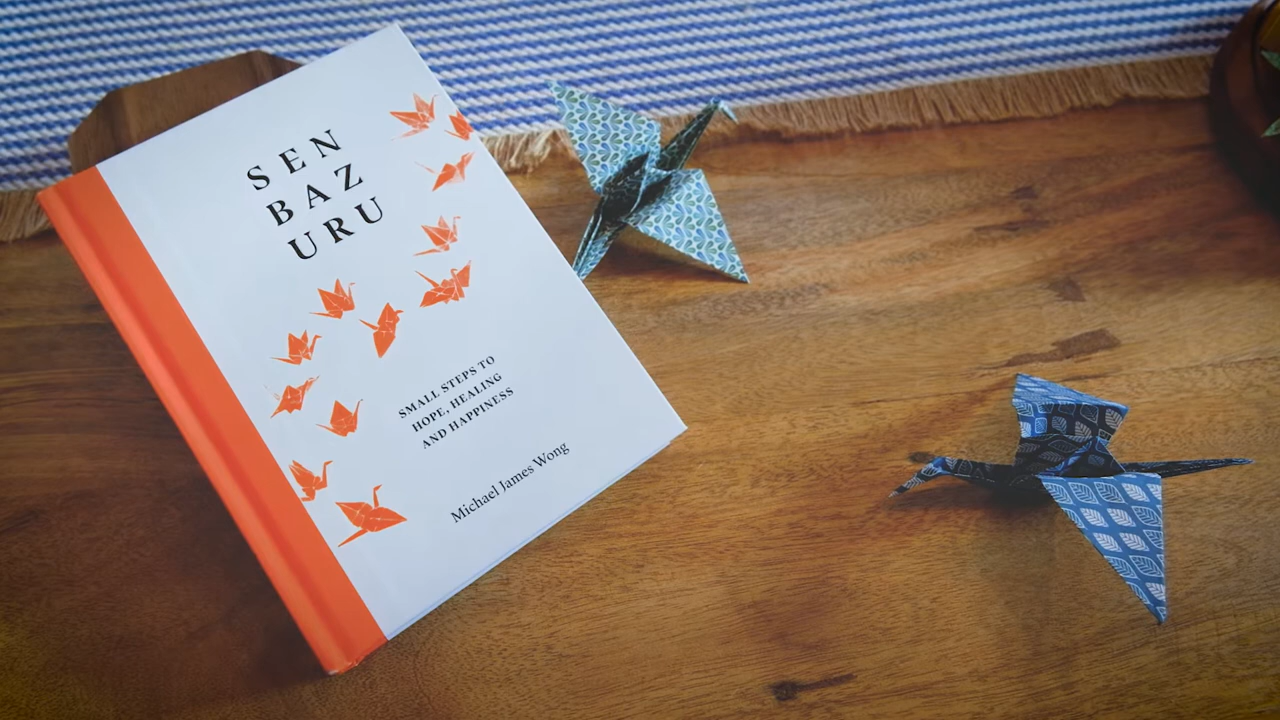 SEN
BAZ
URU
SMALL STEPS TO
HOPE, HEALING
AND HAPPINESS
Michael James Wong